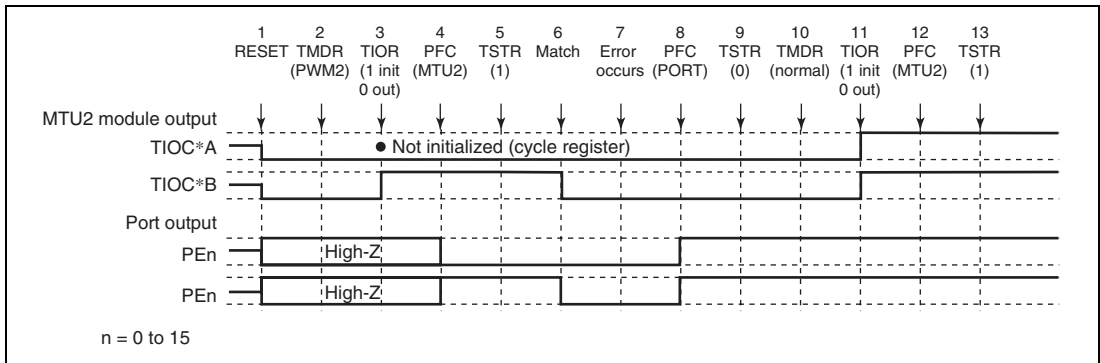 1 2 3 4 5 6 7 8 9 10 11 12 13
RESET TMDR TIOR PFC TSTR Match Error PFC TSTR TMDR TIOR PFC TSTR
(PWM2) (1 init (MTU2) (1) occurs (PORT) (0) (normal) (1 init (MTU2) (1)
0 out) 0 out)
MTU2 module output
TIOC*A
● Not initialized (cycle register)
TIOC*B
Port output
PEn High-Z
PEn High-Z
n = 0 to 15